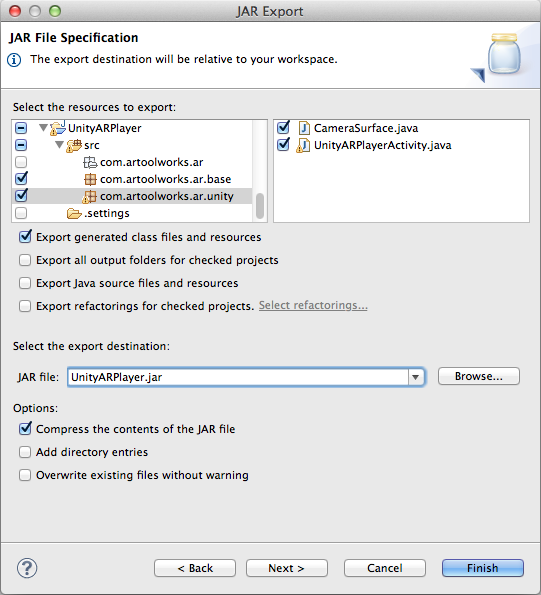 JAR Export
JAR File Specification
The export destination will be relative to your workspace.
Select the resources to export:
UnityARPlayer
src
com.artoolworks.ar
com.artoolworks.ar.base
com.artoolworks.ar.unity
.settings
CameraSurface.java
UnityARPlayerActivity.java
Export generated class files and resources
Export all output folders for checked projects
Export Java source files and resources
Export refactorings for checked projects. Select refactorings...
Select the export destination:
JAR file: UnityARPlayer.jar Browse...
Options:
Compress the contents of the JAR file
Add directory entries
Overwrite existing files without warning
? < Back Next > Cancel Finish